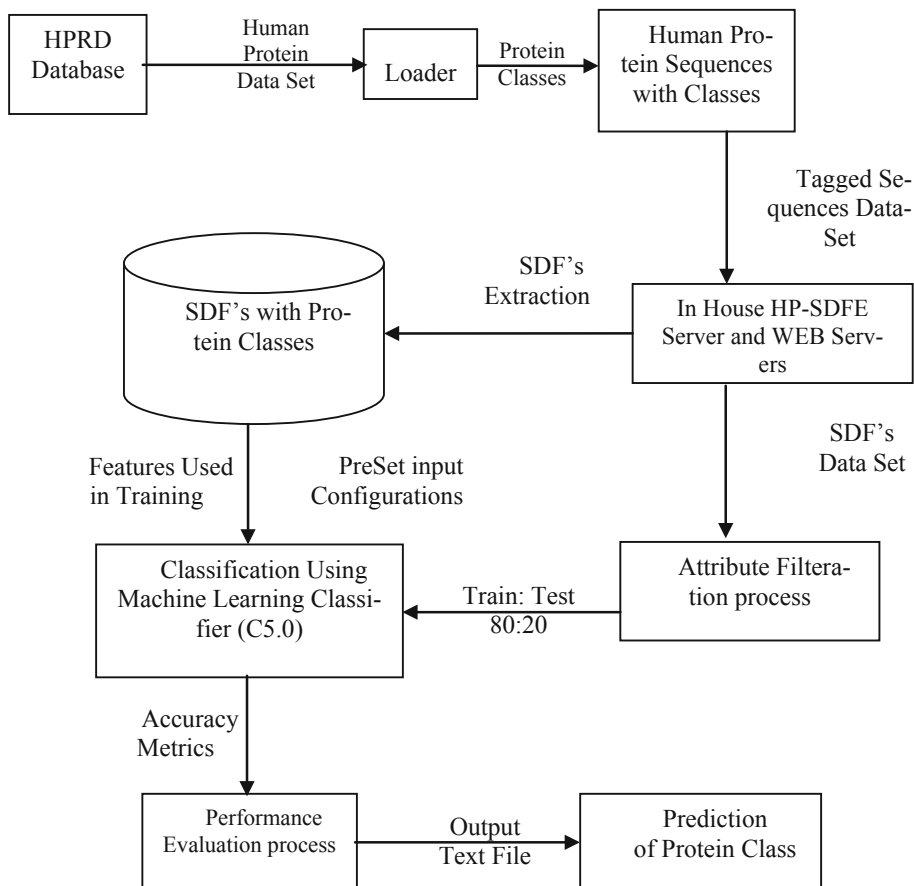 HPRD
Database
Human
Protein
Data Set
Loader
Protein
Classes
Human Pro-
tein Sequences
with Classes
Tagged Se-
quences Data-
Set
SDF's
Extraction
SDF's with Pro-
tein Classes
In House HP-SDFE
Server and WEB Serv-
ers
SDF's
Data Set
Features Used
in Training
PreSet input
Configurations
Classification Using
Machine Learning Classi-
fier (C5.0)
Train: Test
80:20
Attribute Filtera-
tion process
Accuracy
Metrics
Performance
Evaluation process
Output
Text File
Prediction
of Protein Class